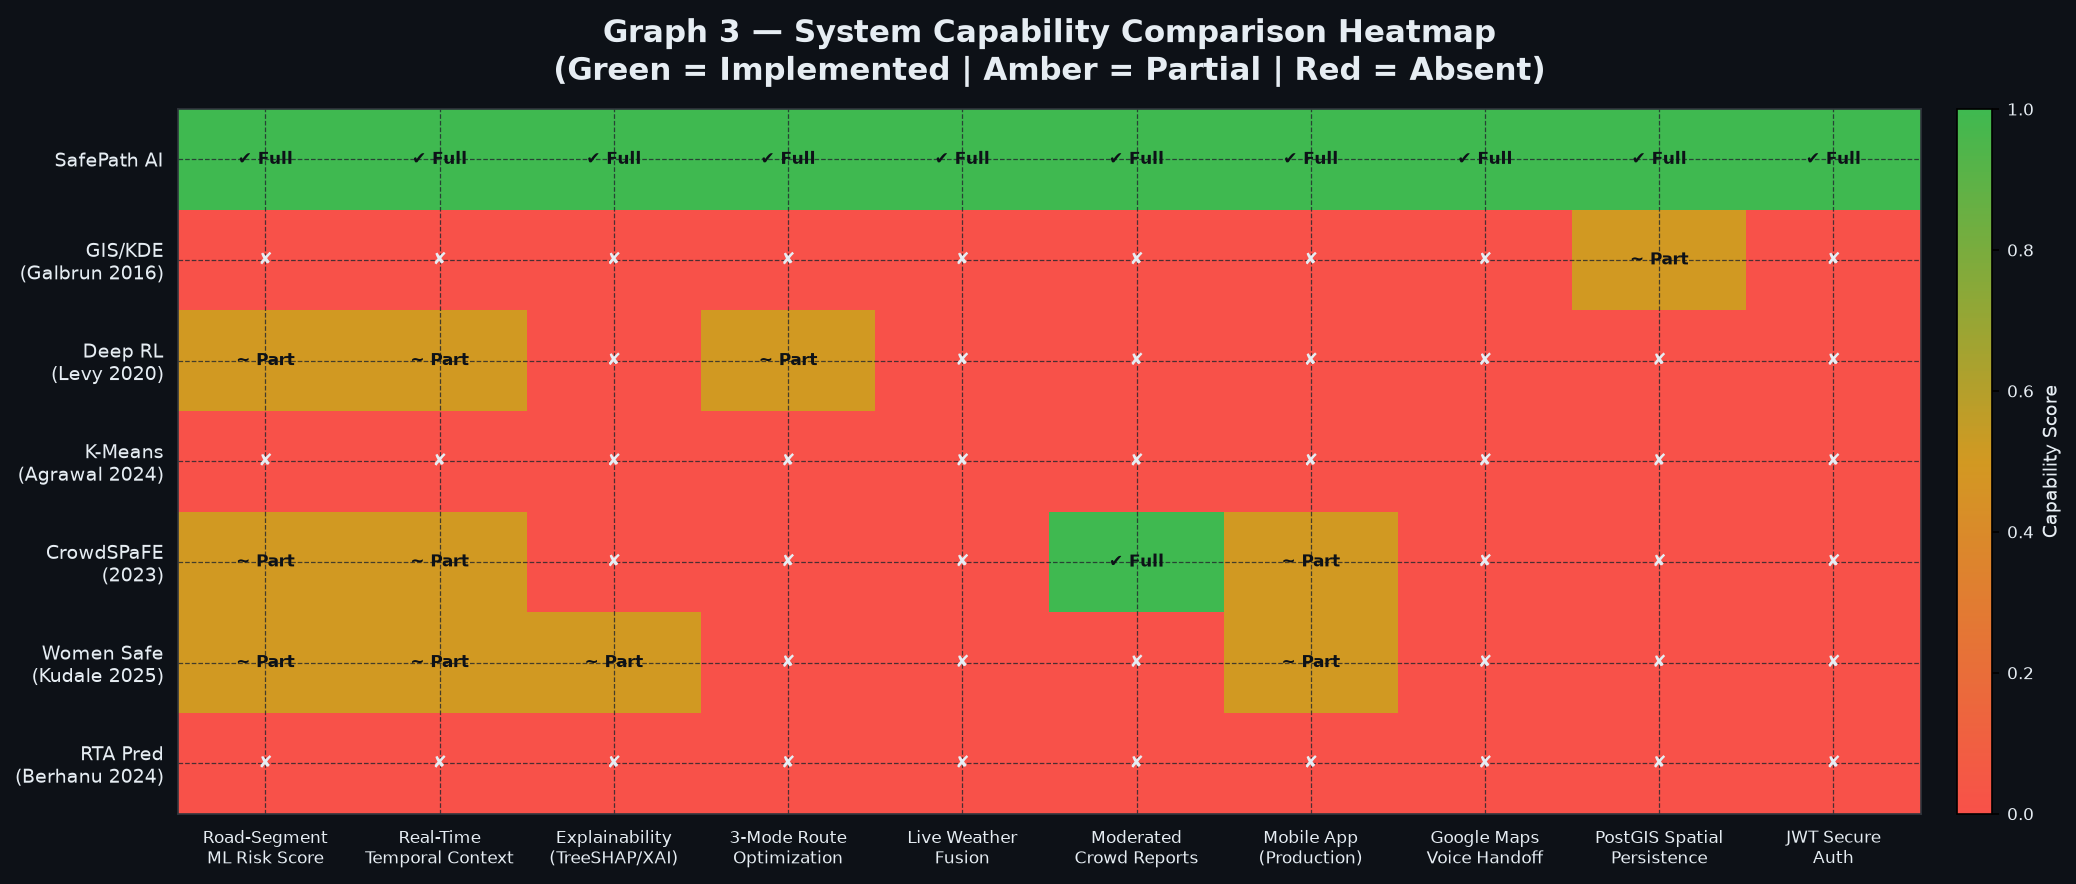 Graph 3 — System Capability Comparison Heatmap
(Green = Implemented | Amber = Partial | Red = Absent)
SafePath AI
✔ Full ✔ Full ✔ Full ✔ Full ✔ Full ✔ Full ✔ Full ✔ Full ✔ Full ✔ Full
GIS/KDE
(Galbrun 2016)
✘ ✘ ✘ ✘ ✘ ✘ ✘ ✘ ~ Part ✘
Deep RL
(Levy 2020)
~ Part ~ Part ✘ ~ Part ✘ ✘ ✘ ✘ ✘ ✘
K-Means
(Agrawal 2024)
✘ ✘ ✘ ✘ ✘ ✘ ✘ ✘ ✘ ✘
CrowdSPaFE
(2023)
~ Part ~ Part ✘ ✘ ✘ ✔ Full ~ Part ✘ ✘ ✘
Women Safe
(Kudale 2025)
~ Part ~ Part ~ Part ✘ ✘ ✘ ~ Part ✘ ✘ ✘
RTA Pred
(Berhanu 2024)
✘ ✘ ✘ ✘ ✘ ✘ ✘ ✘ ✘ ✘
Road-Segment
ML Risk Score
Real-Time
Temporal Context
Explainability
(TreeSHAP/XAI)
3-Mode Route
Optimization
Live Weather
Fusion
Moderated
Crowd Reports
Mobile App
(Production)
Google Maps
Voice Handoff
PostGIS Spatial
Persistence
JWT Secure
Auth
1.0
0.8
0.6
0.4
0.2
0.0
Capability Score